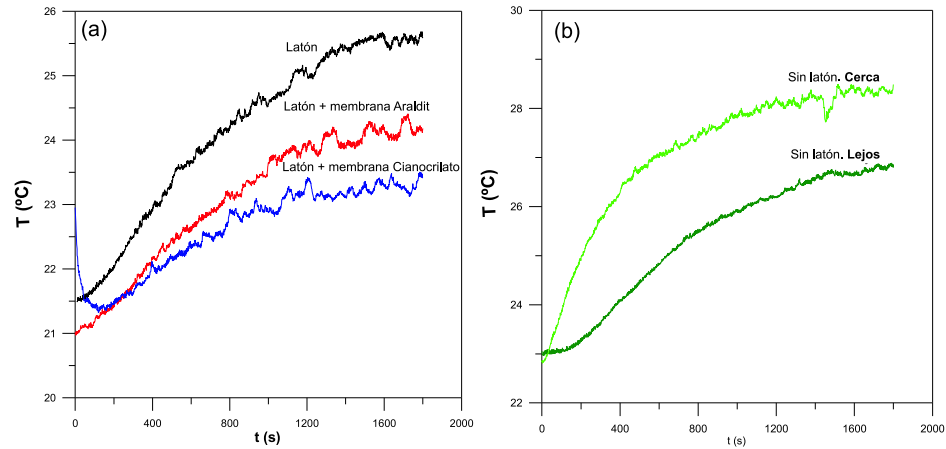 (a)
Latón
Latón + membrana Araldit
Latón + membrana Cianocrilato
T (ºC)
26
25
24
23
22
21
20
0
400
800
1200
1600
2000
t (s)
(b)
Sin latón. Cerca
Sin latón. Lejos
T (ºC)
30
28
26
24
22
0
400
800
1200
1600
2000
t (s)